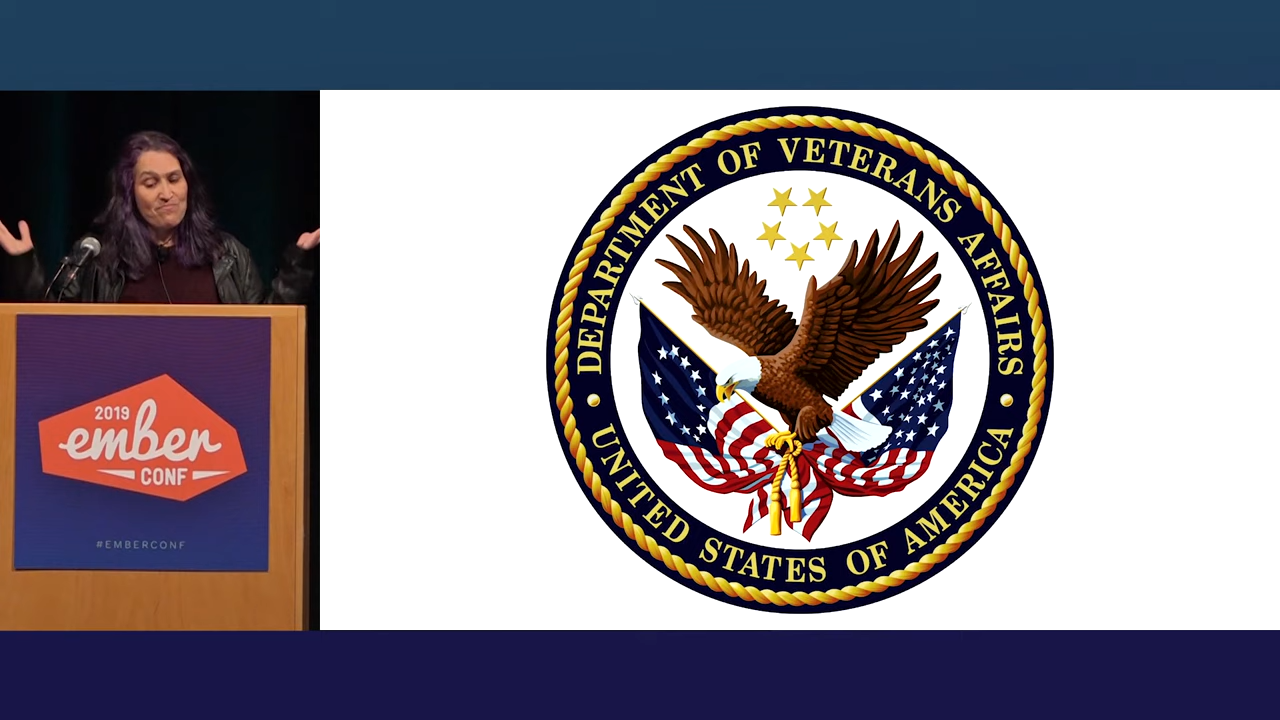 2019
ember
CONF
#EMBERCONF
DEPARTMENT OF VETERANS AFFAIRS
UNITED STATES OF AMERICA